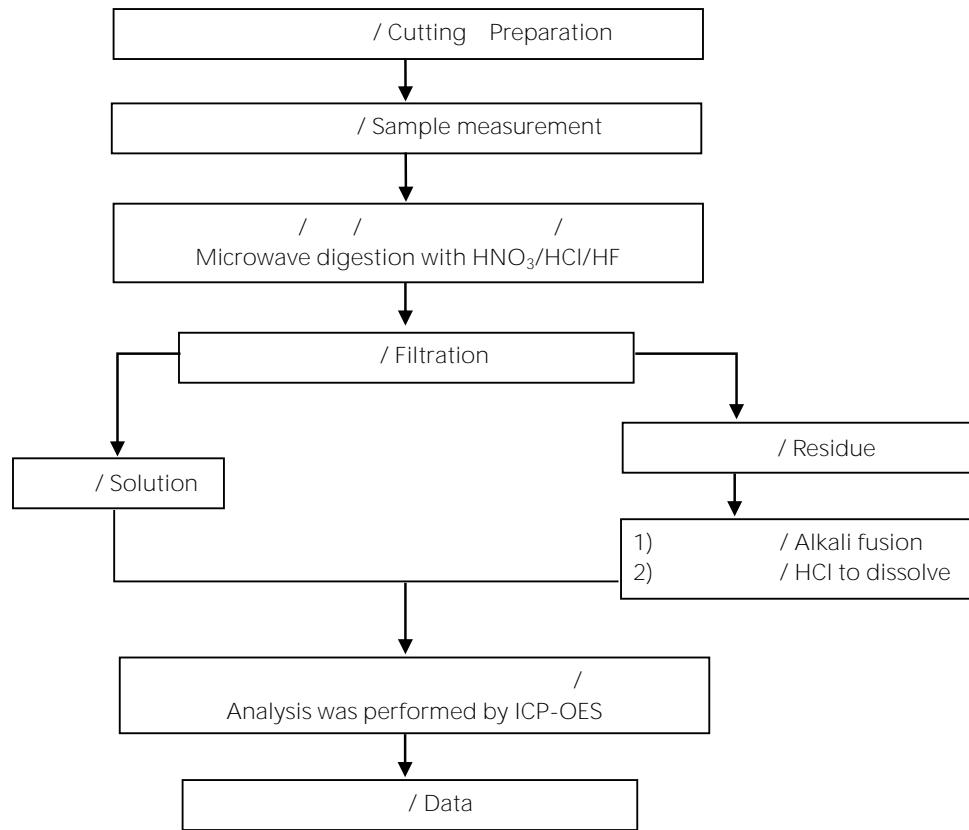 / Cutting Preparation
/ Sample measurement
/ / /
Microwave digestion with HNO₃/HCl/HF
/ Filtration
/ Residue
/ Solution
1) / Alkali fusion
2) / HCl to dissolve
/
Analysis was performed by ICP-OES
/ Data